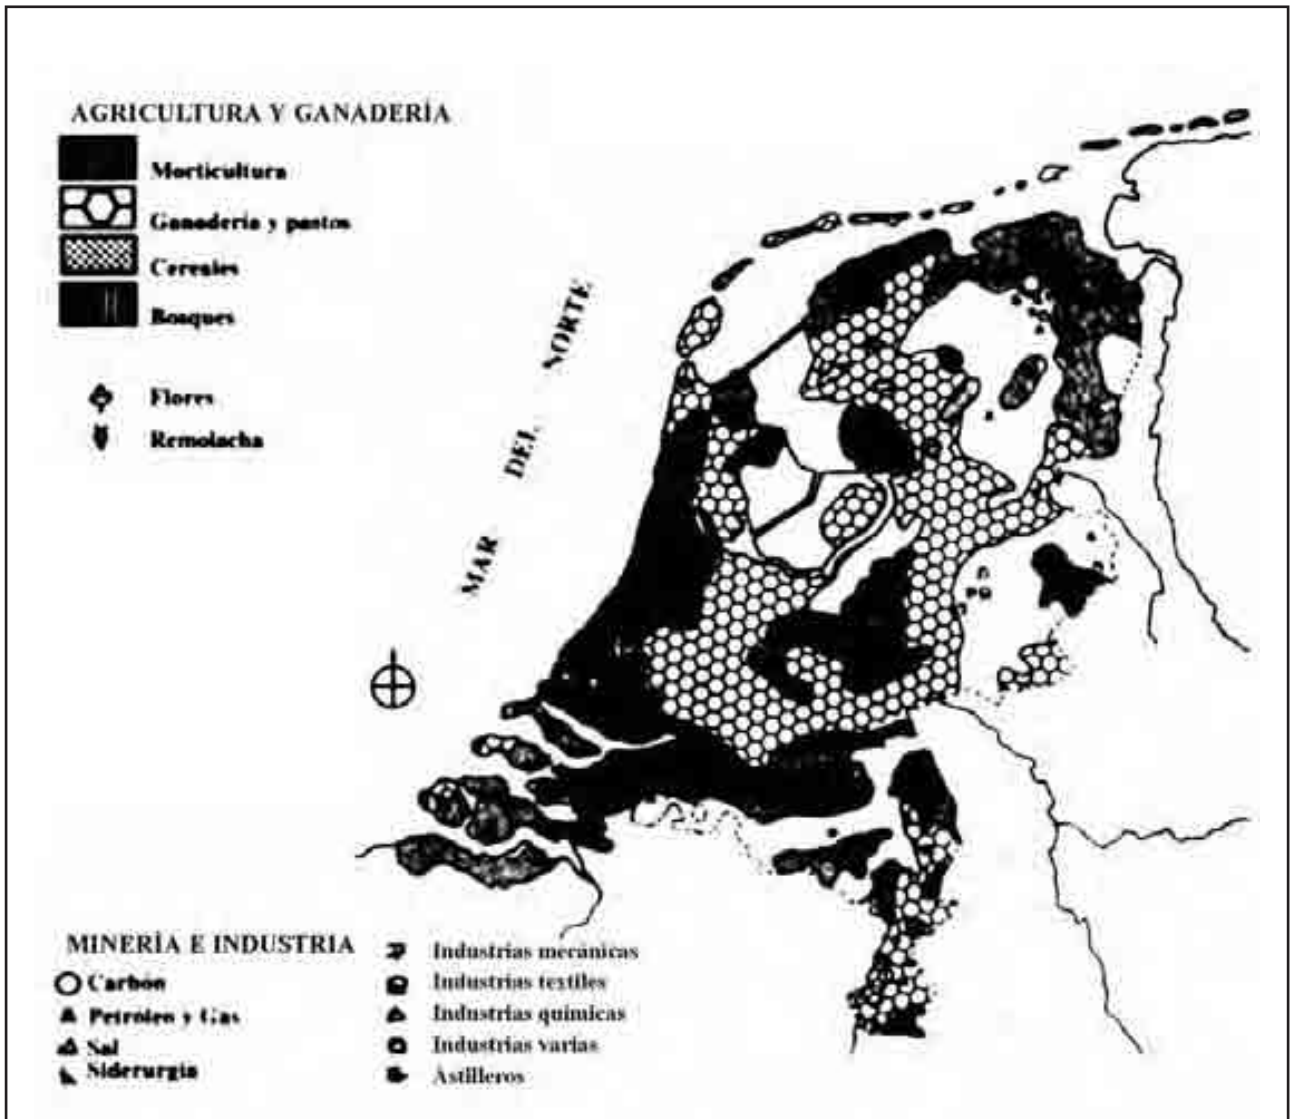 AGRICULTURA Y GANADERÍA
Morticultura
Ganadería y pastos
Cereales
Bosques
Flores
Remolacha
MAR DEL NORTE
MINERÍA E INDUSTRIA
Carbón
Petróleo y Gas
Sal
Siderurgia
Industrias mecánicas
Industrias textiles
Industrias químicas
Industrias varias
Astilleros